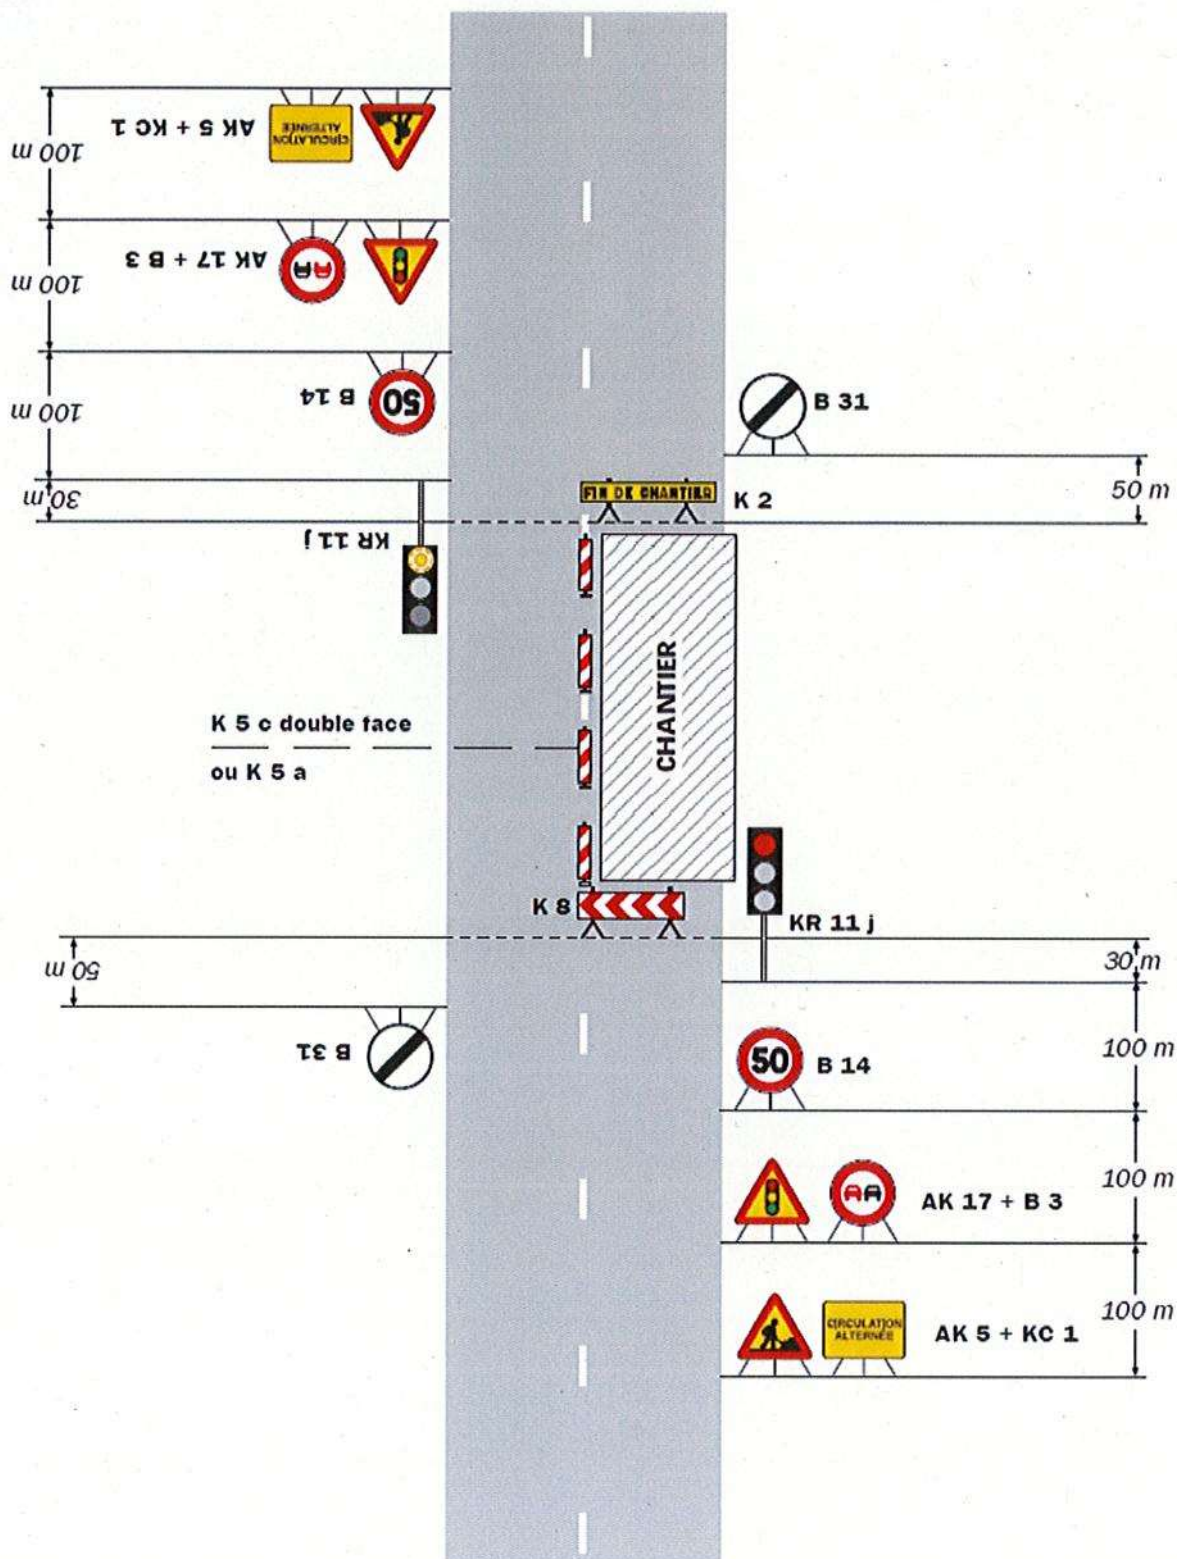 100 m
AK 5 + KC 1
CIRCULATION
ALTERNÉE
100 m
AK 17 + B 3
100 m
B 14
50
B 31
30 m
KR 11 j
FIN DE CHANTIER
K 2
50 m
CHANTIER
K 5 c double face
ou K 5 a
K 8
KR 11 j
50 m
30 m
B 31
50
B 14
100 m
AK 17 + B 3
100 m
CIRCULATION
ALTERNÉE
AK 5 + KC 1
100 m